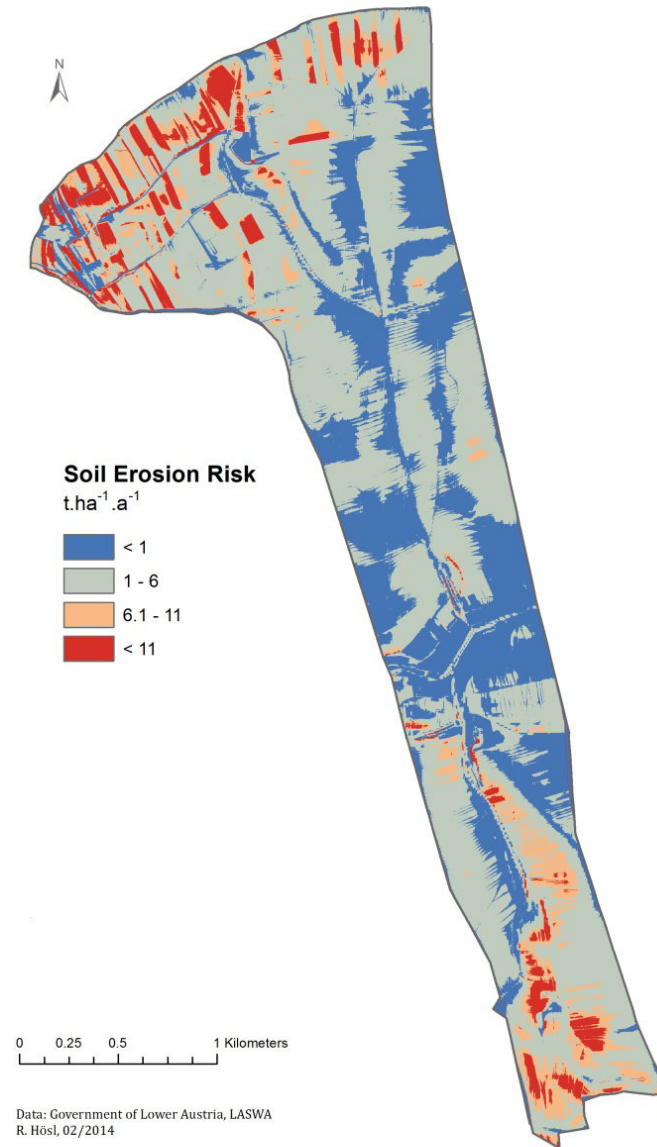 N
Soil Erosion Risk
t.ha⁻¹.a⁻¹
< 1
1 - 6
6.1 - 11
< 11
0 0.25 0.5 1 Kilometers
Data: Government of Lower Austria, LASWA
R. Hösl, 02/2014